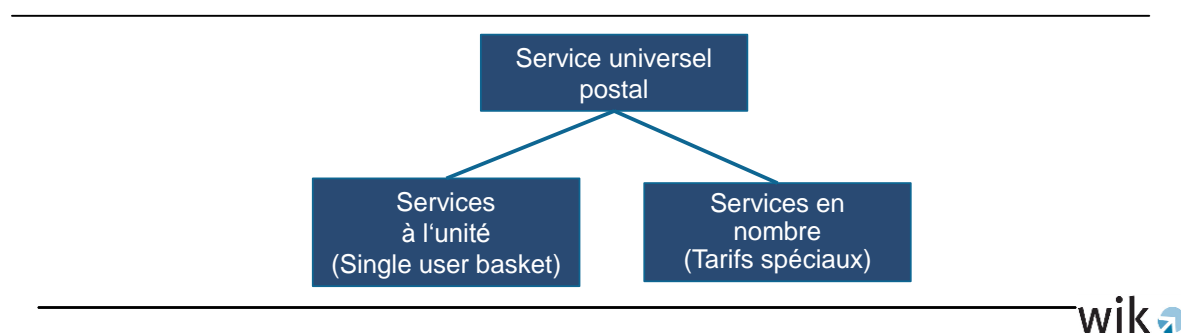 Service universel
postal
Services
à l‘unité
(Single user basket)
Services en
nombre
(Tarifs spéciaux)
wik